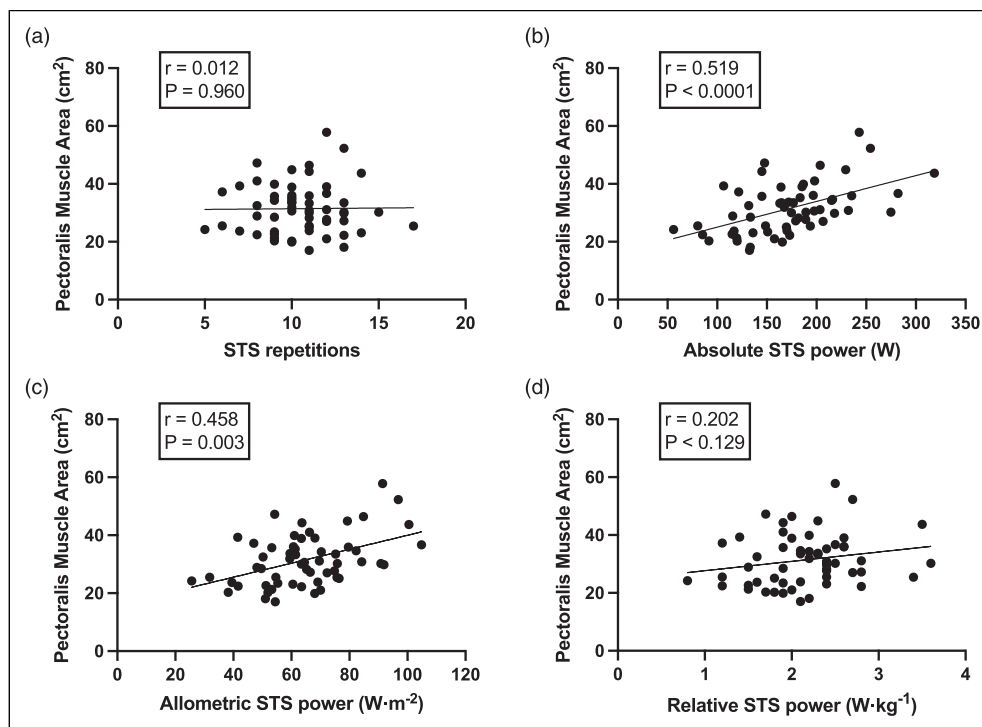 (a)
r = 0.012
P = 0.960
Pectoralis Muscle Area (cm²)
80
60
40
20
0
0 5 10 15 20
STS repetitions
(b)
r = 0.519
P < 0.0001
Pectoralis Muscle Area (cm²)
80
60
40
20
0
0 50 100 150 200 250 300 350
Absolute STS power (W)
(c)
r = 0.458
P = 0.003
Pectoralis Muscle Area (cm²)
80
60
40
20
0
0 20 40 60 80 100 120
Allometric STS power (W·m⁻²)
(d)
r = 0.202
P < 0.129
Pectoralis Muscle Area (cm²)
80
60
40
20
0
0 1 2 3 4
Relative STS power (W·kg⁻¹)